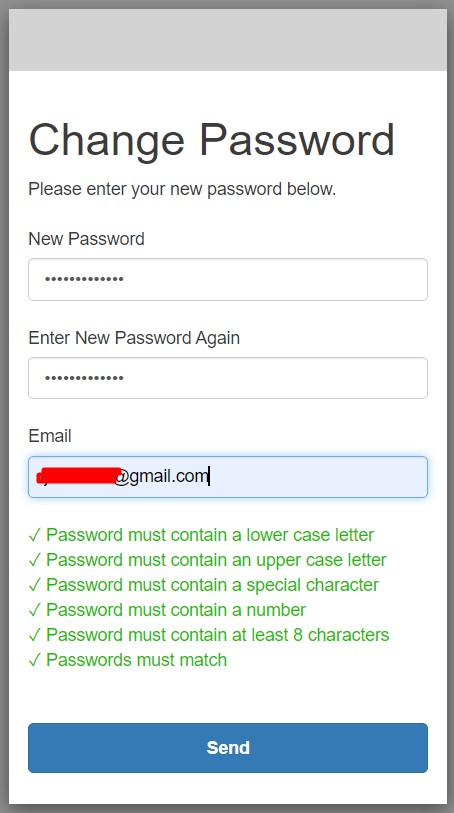 Change Password
Please enter your new password below.
New Password
•••••••••••••
Enter New Password Again
•••••••••••••
Email
@gmail.com
✓ Password must contain a lower case letter
✓ Password must contain an upper case letter
✓ Password must contain a special character
✓ Password must contain a number
✓ Password must contain at least 8 characters
✓ Passwords must match
Send